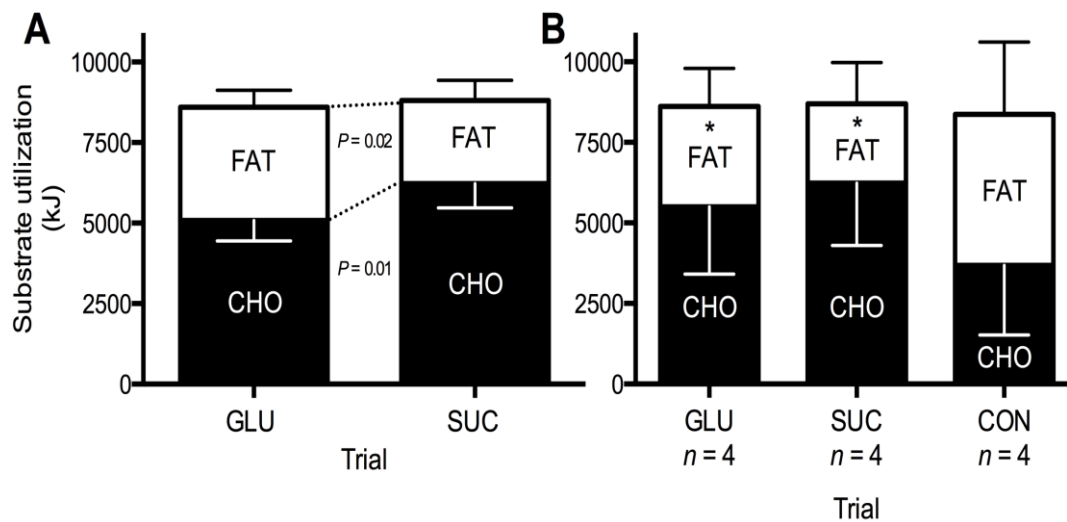 A
Substrate utilization
(kJ)
10000
7500
5000
2500
0
FAT
CHO
P = 0.02
P = 0.01
FAT
CHO
GLU
SUC
Trial
B
10000
7500
5000
2500
0
*
FAT
CHO
*
FAT
CHO
FAT
CHO
GLU
n = 4
SUC
n = 4
CON
n = 4
Trial